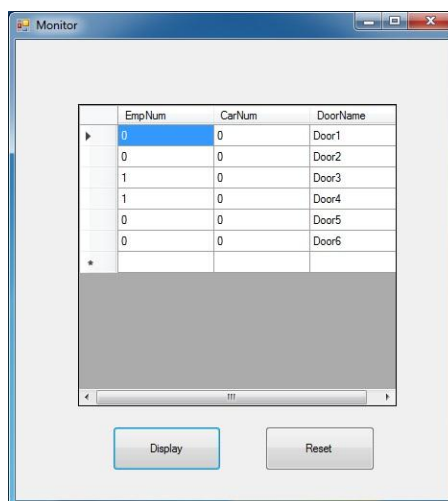 Monitor
EmpNum CarNum DoorName
0 0 Door1
0 0 Door2
1 0 Door3
1 0 Door4
0 0 Door5
0 0 Door6
Display Reset